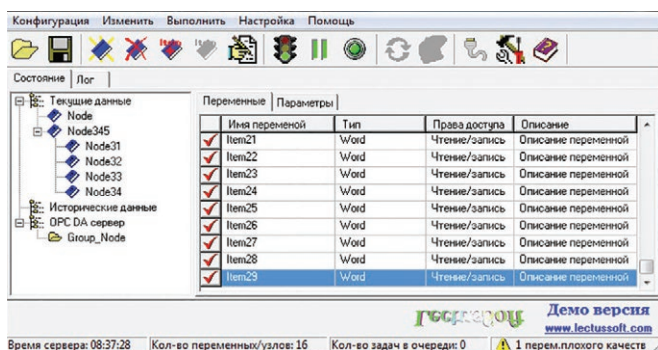 Конфигурация Изменить Выполнить Настройка Помощь
Состояние Лог
Текущие данные
Node
Node345
Node31
Node32
Node33
Node34
Исторические данные
OPC DA сервер
Group_Node
Переменные Параметры
Имя переменой Тип Права доступа Описание
Item21 Word Чтение/запись Описание переменной
Item22 Word Чтение/запись Описание переменной
Item23 Word Чтение/запись Описание переменной
Item24 Word Чтение/запись Описание переменной
Item25 Word Чтение/запись Описание переменной
Item26 Word Чтение/запись Описание переменной
Item27 Word Чтение/запись Описание переменной
Item28 Word Чтение/запись Описание переменной
Item29 Word Чтение/запись Описание переменной
Демо версия
www.lectussoft.com
Время сервера: 08:37:28 Кол-во переменных/узлов: 16 Кол-во задач в очереди: 0 1 перем.плохого качеств